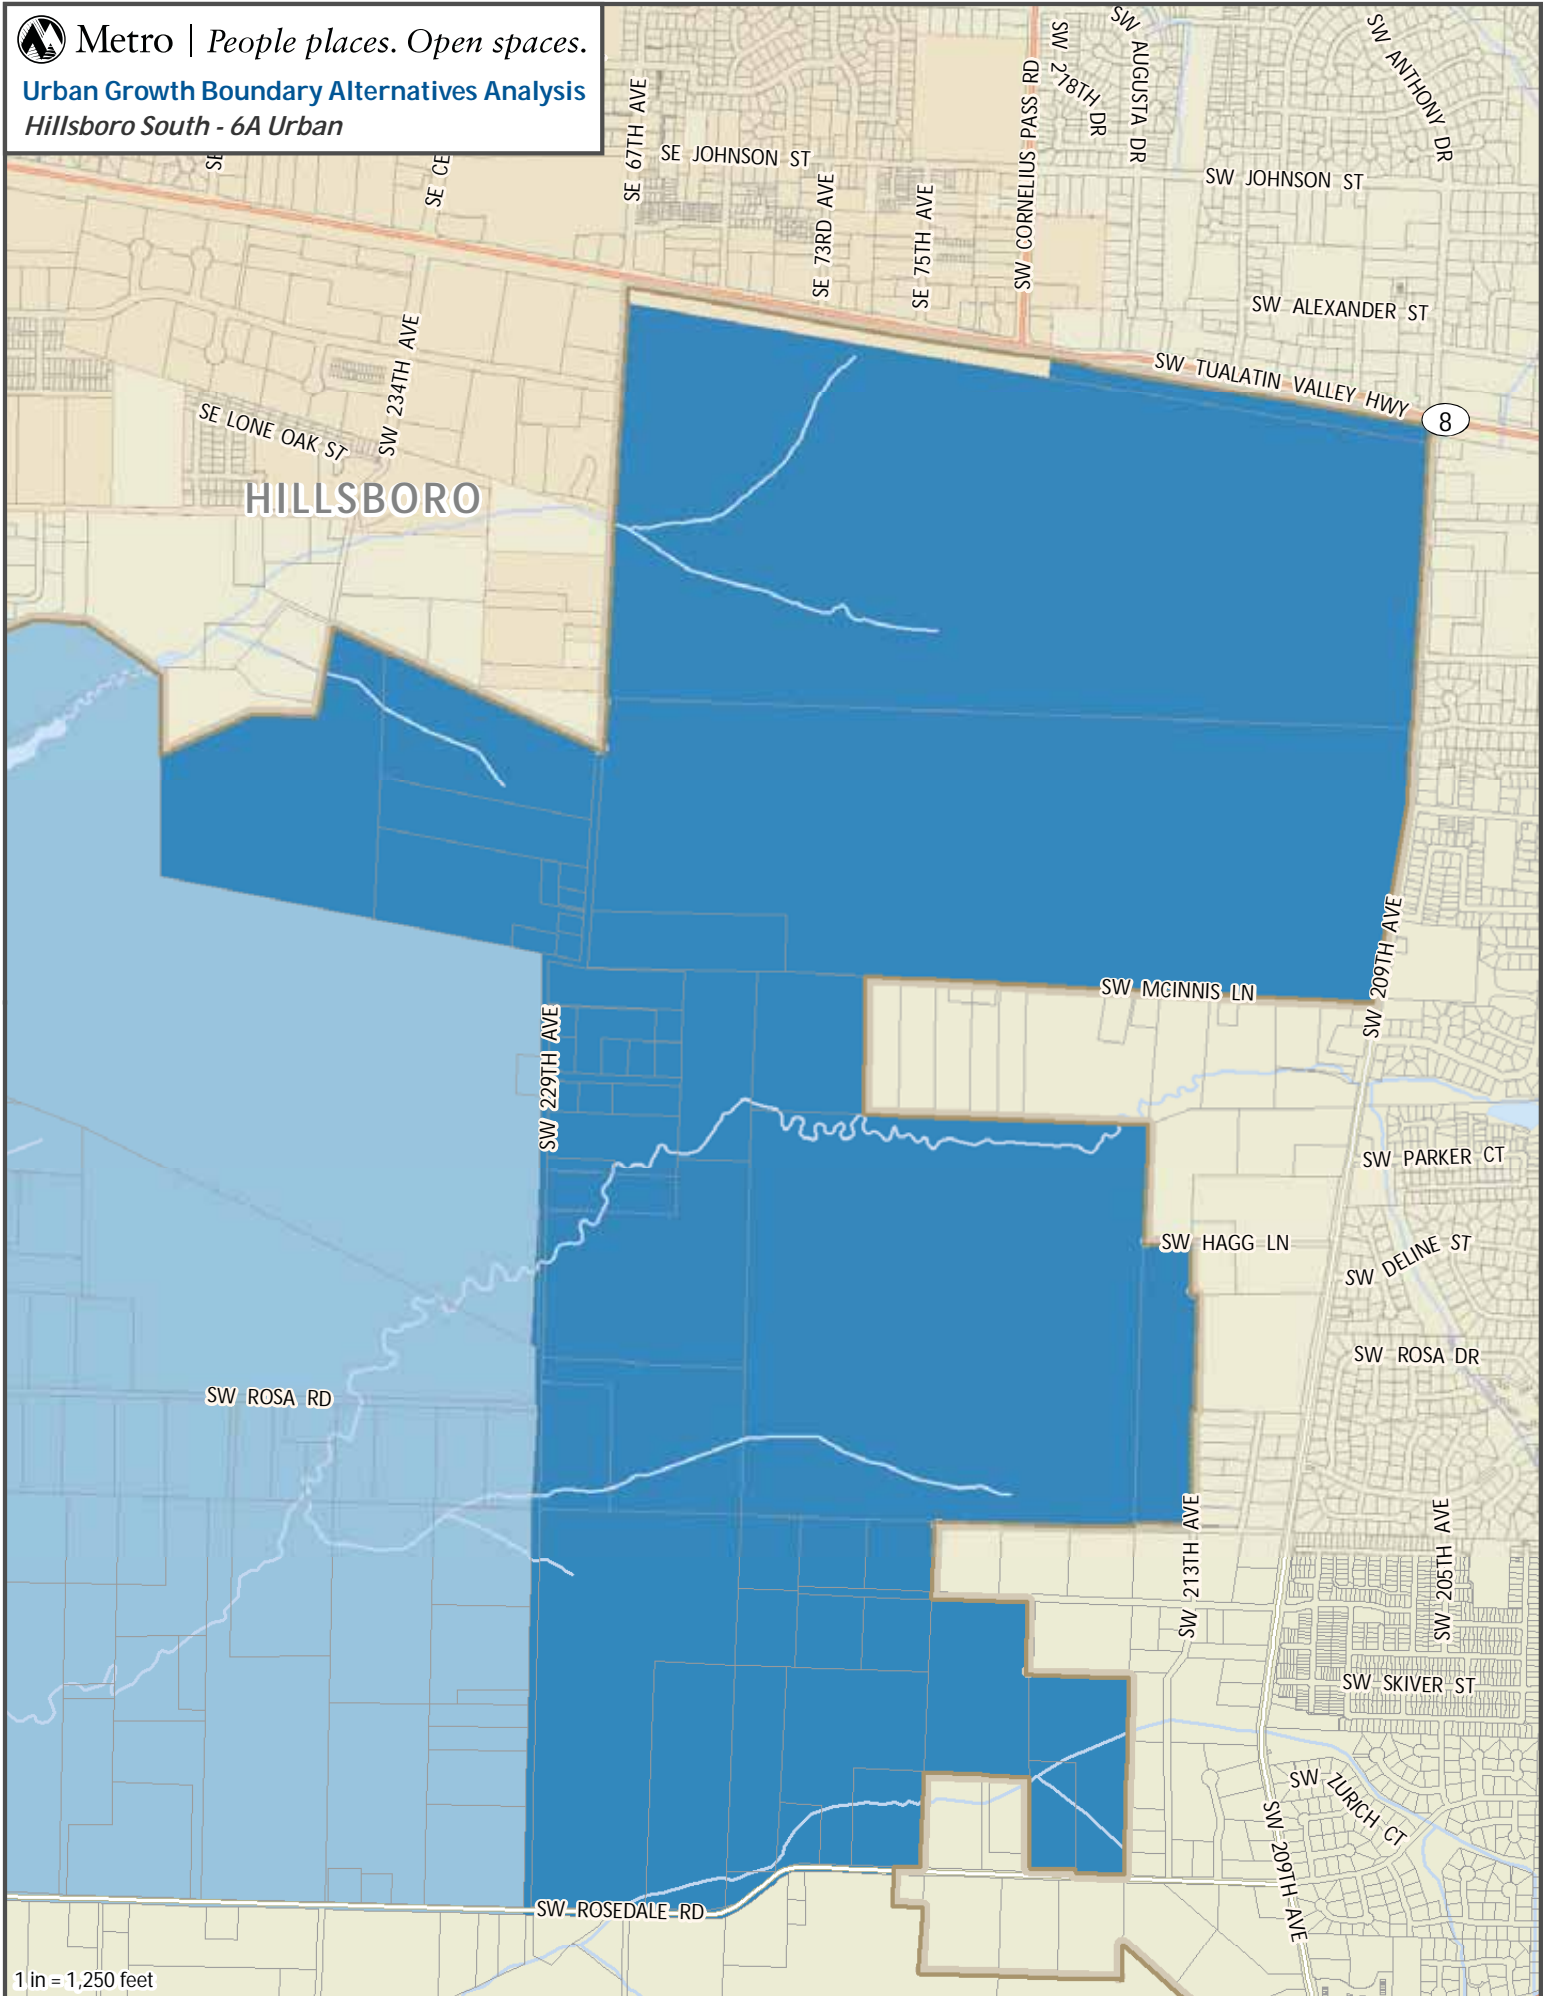 Metro | People places. Open spaces.
Urban Growth Boundary Alternatives Analysis
Hillsboro South - 6A Urban
SE
SE CE
SE 67TH AVE
SE JOHNSON ST
SE 73RD AVE
SE 75TH AVE
SW CORNELIUS PASS RD
SW 278TH DR
SW AUGUSTA DR
SW ANTHONY DR
SW JOHNSON ST
SW ALEXANDER ST
SW TUALATIN VALLEY HWY
8
SW 234TH AVE
SE LONE OAK ST
HILLSBORO
SW 209TH AVE
SW MCINNIS LN
SW 229TH AVE
SW PARKER CT
SW HAGG LN
SW DELINE ST
SW ROSA DR
SW ROSA RD
SW 213TH AVE
SW 205TH AVE
SW SKIVER ST
SW ZURICH CT
SW 209TH AVE
SW ROSEDALE RD
1 in = 1,250 feet